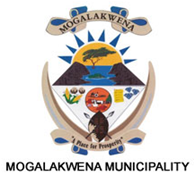 MOGALAKWENA
"A Place for Prosperity"
MOGALAKWENA MUNICIPALITY